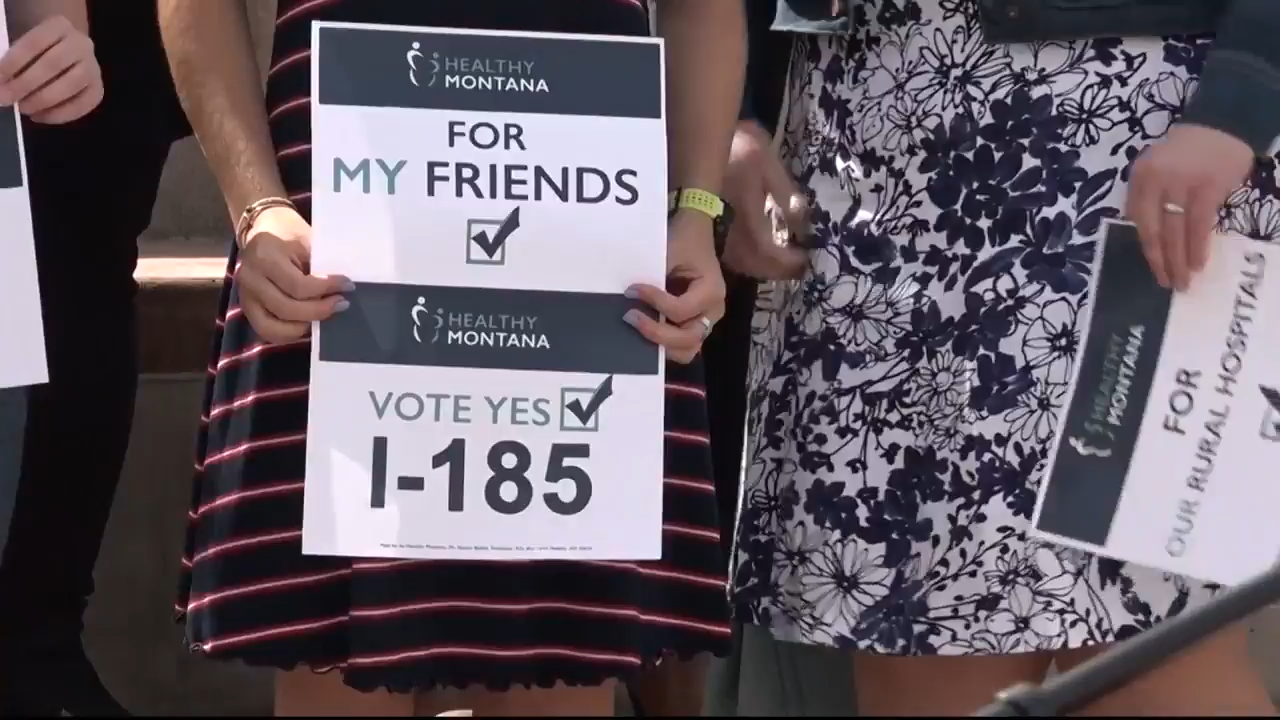 HEALTHY
MONTANA
FOR
MY FRIENDS
HEALTHY
MONTANA
VOTE YES
I-185
HEALTHY
MONTANA
FOR
OUR RURAL HOSPITALS